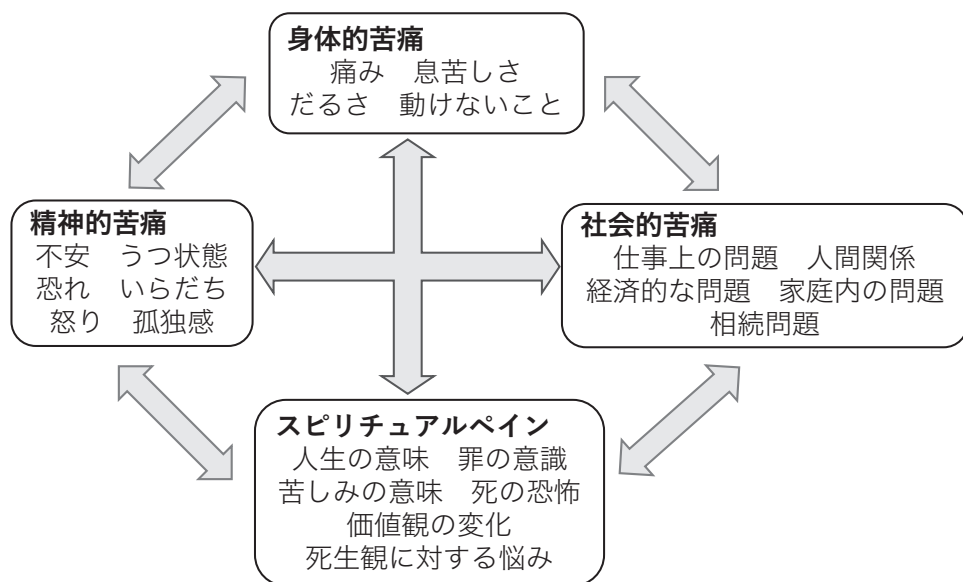 身体的苦痛
痛み　息苦しさ
だるさ　動けないこと
精神的苦痛
不安　うつ状態
恐れ　いらだち
怒り　孤独感
社会的苦痛
仕事上の問題　人間関係
経済的な問題　家庭内の問題
相続問題
スピリチュアルペイン
人生の意味　罪の意識
苦しみの意味　死の恐怖
価値観の変化
死生観に対する悩み